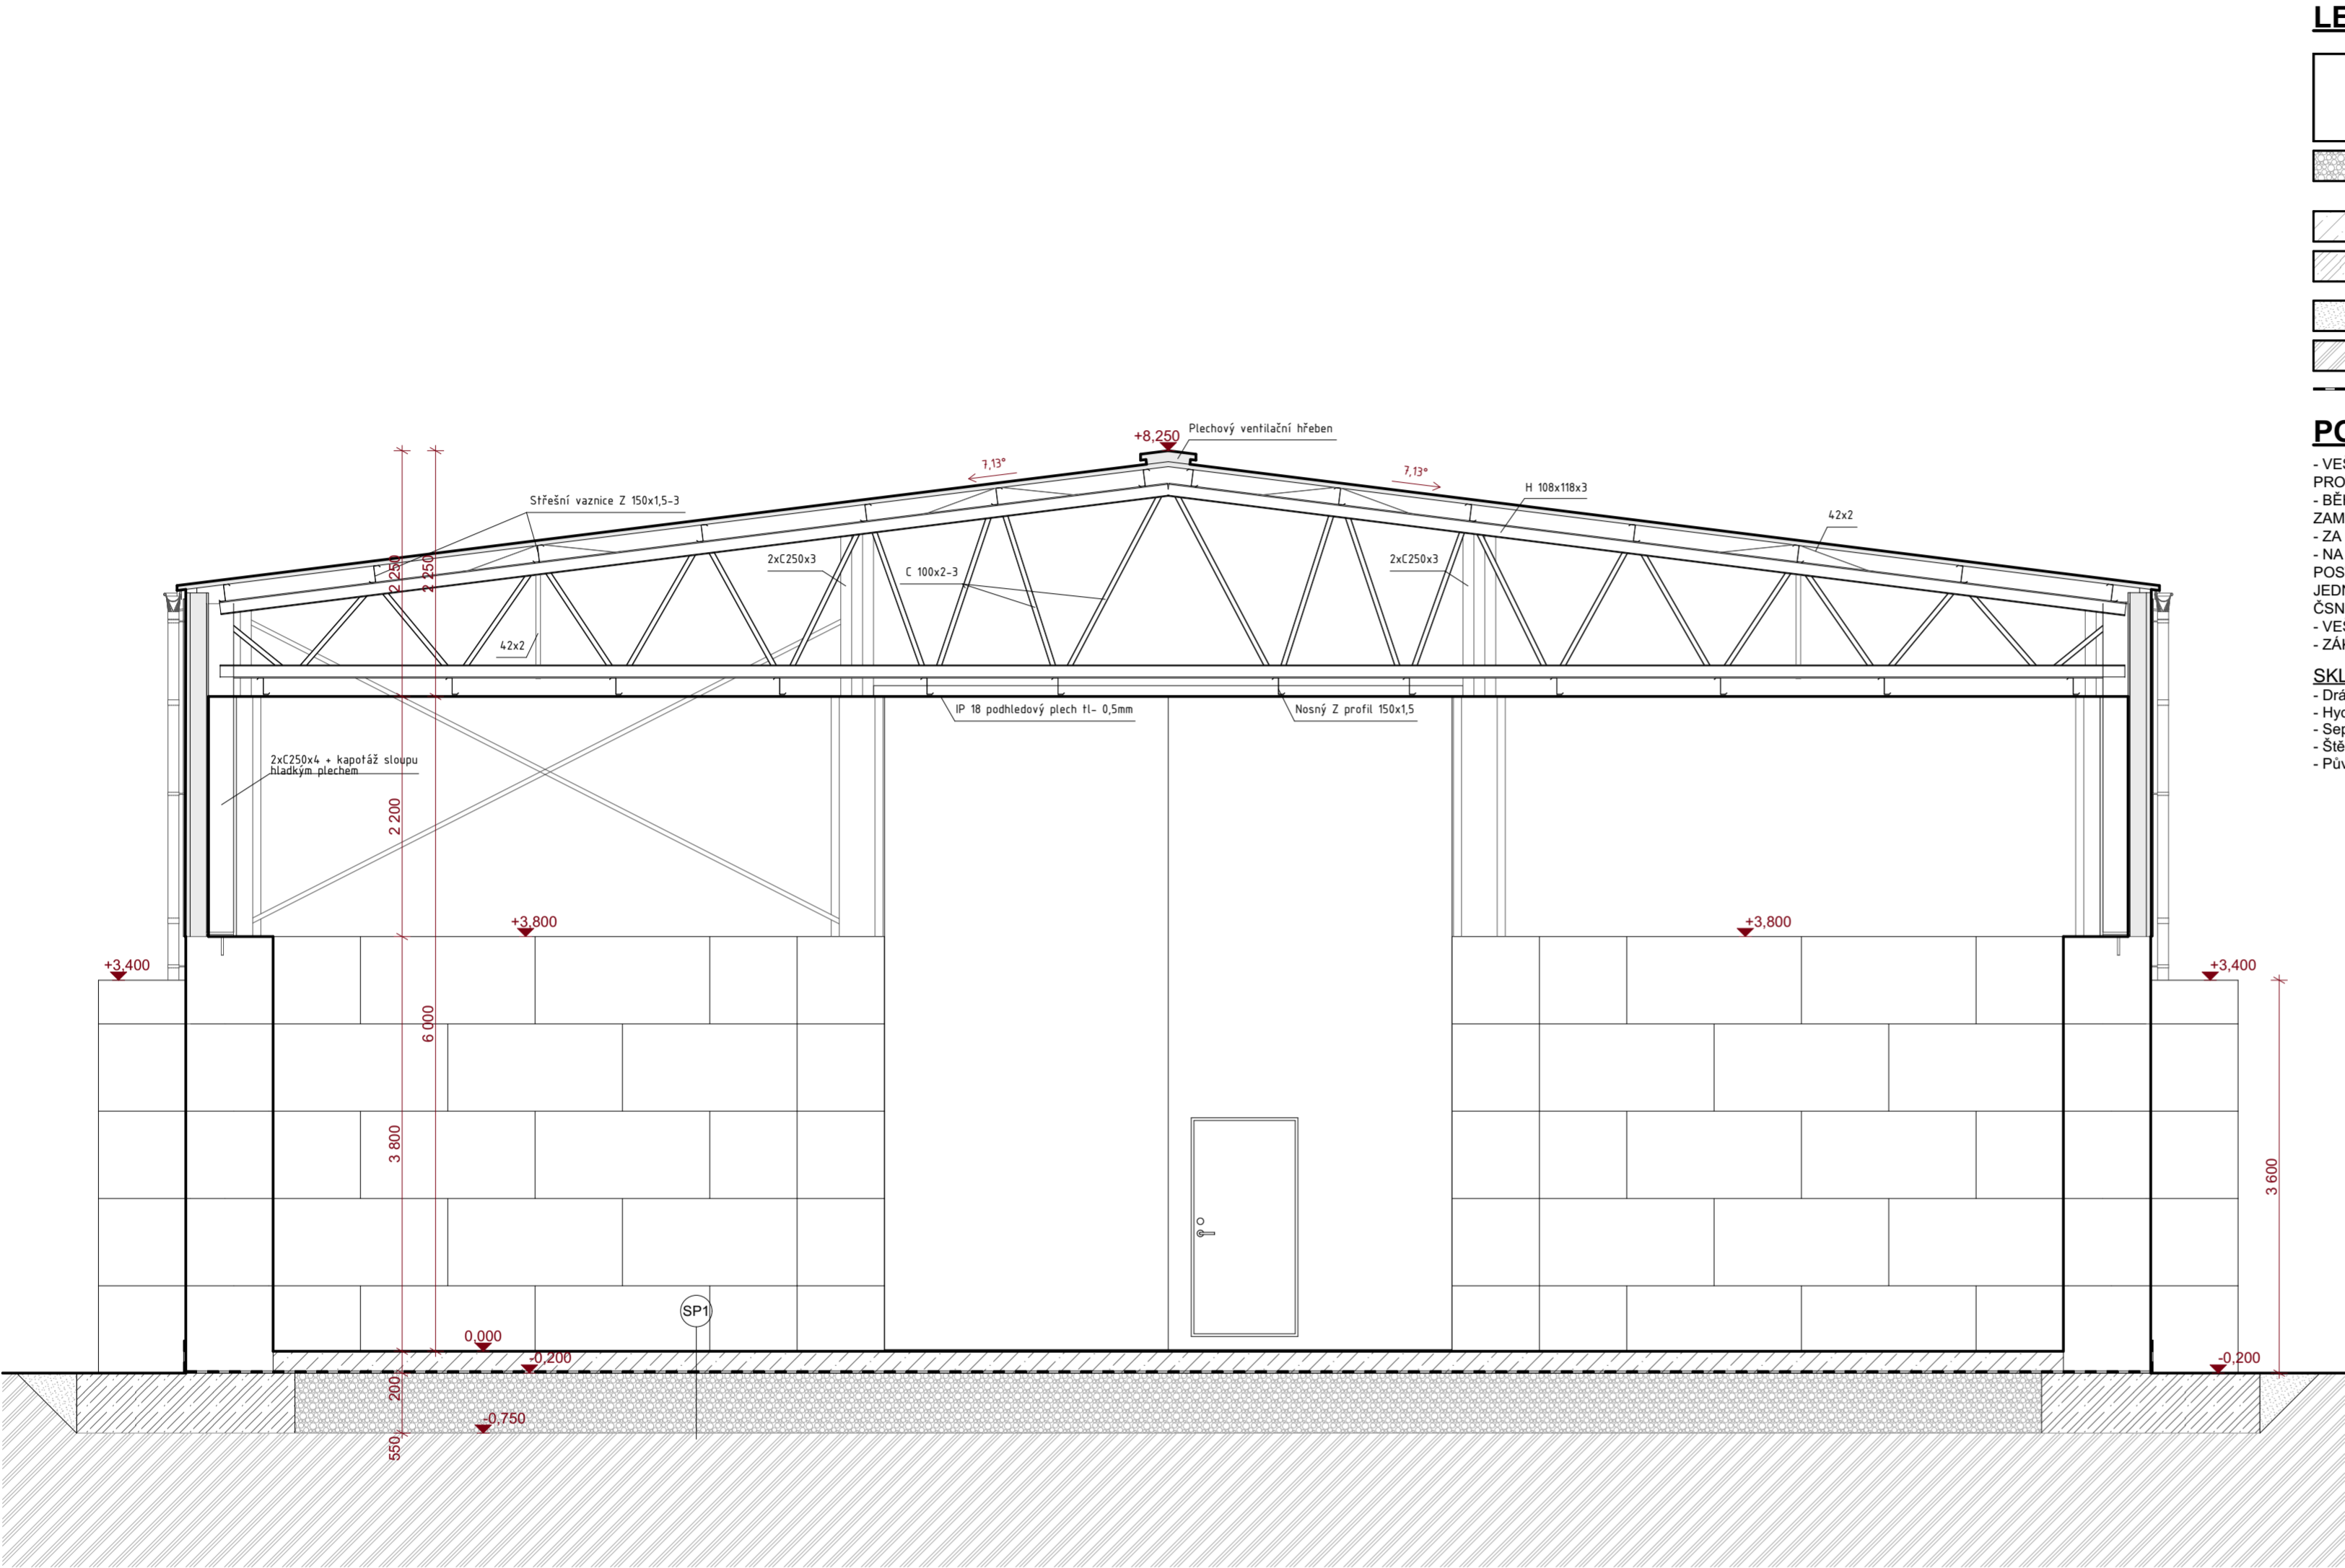 LE
+8,250
Plechový ventilační hřeben
7,13°
7,13°
Střešní vaznice Z 150x1,5-3
H 108x118x3
42x2
2 250
2 250
2xC250x3
C 100x2-3
2xC250x3
42x2
IP 18 podhledový plech tl- 0,5mm
Nosný Z profil 150x1,5
2xC250x4 + kapotáž sloupu
hladkým plechem
2 200
+3,800
+3,800
+3,400
+3,400
6 000
3 800
3 600
SP1
0,000
-0,200
-0,200
200
-0,750
550
PO
- VES
PRO
- BĚ
ZAM
- ZA
- NA
POS
JEDN
ČSN
- VES
- ZÁK
SKL
- Drá
- Hyd
- Sep
- Ště
- Pův